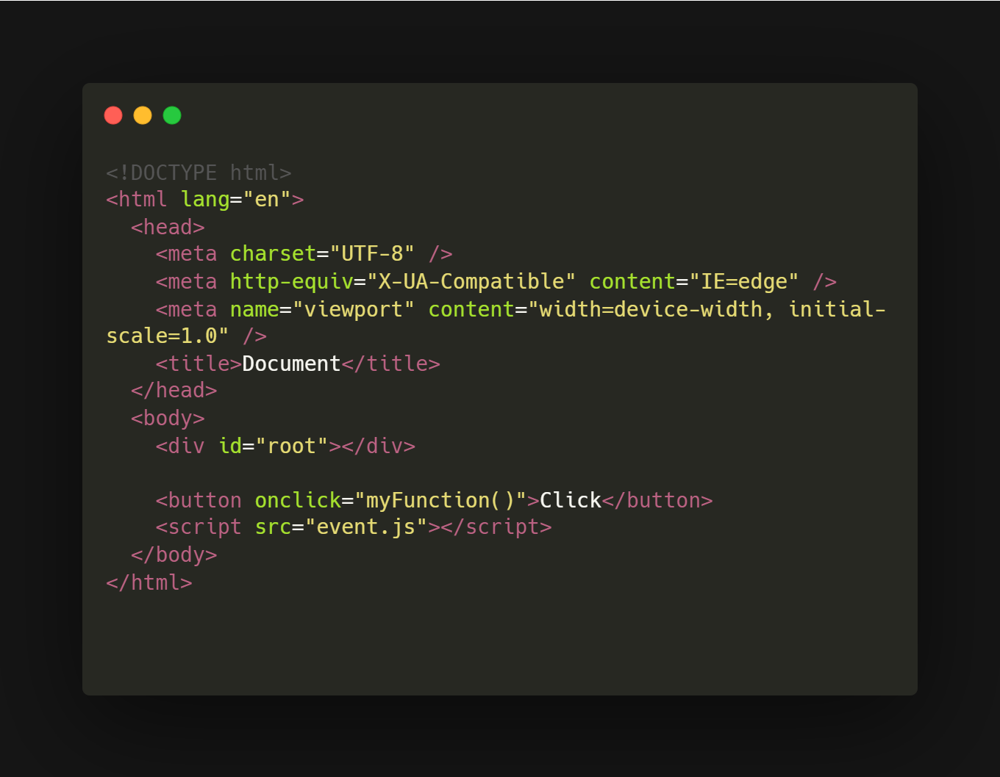 <!DOCTYPE html>
<html lang="en">
  <head>
    <meta charset="UTF-8" />
    <meta http-equiv="X-UA-Compatible" content="IE=edge" />
    <meta name="viewport" content="width=device-width, initial-
scale=1.0" />
    <title>Document</title>
  </head>
  <body>
    <div id="root"></div>

    <button onclick="myFunction()">Click</button>
    <script src="event.js"></script>
  </body>
</html>